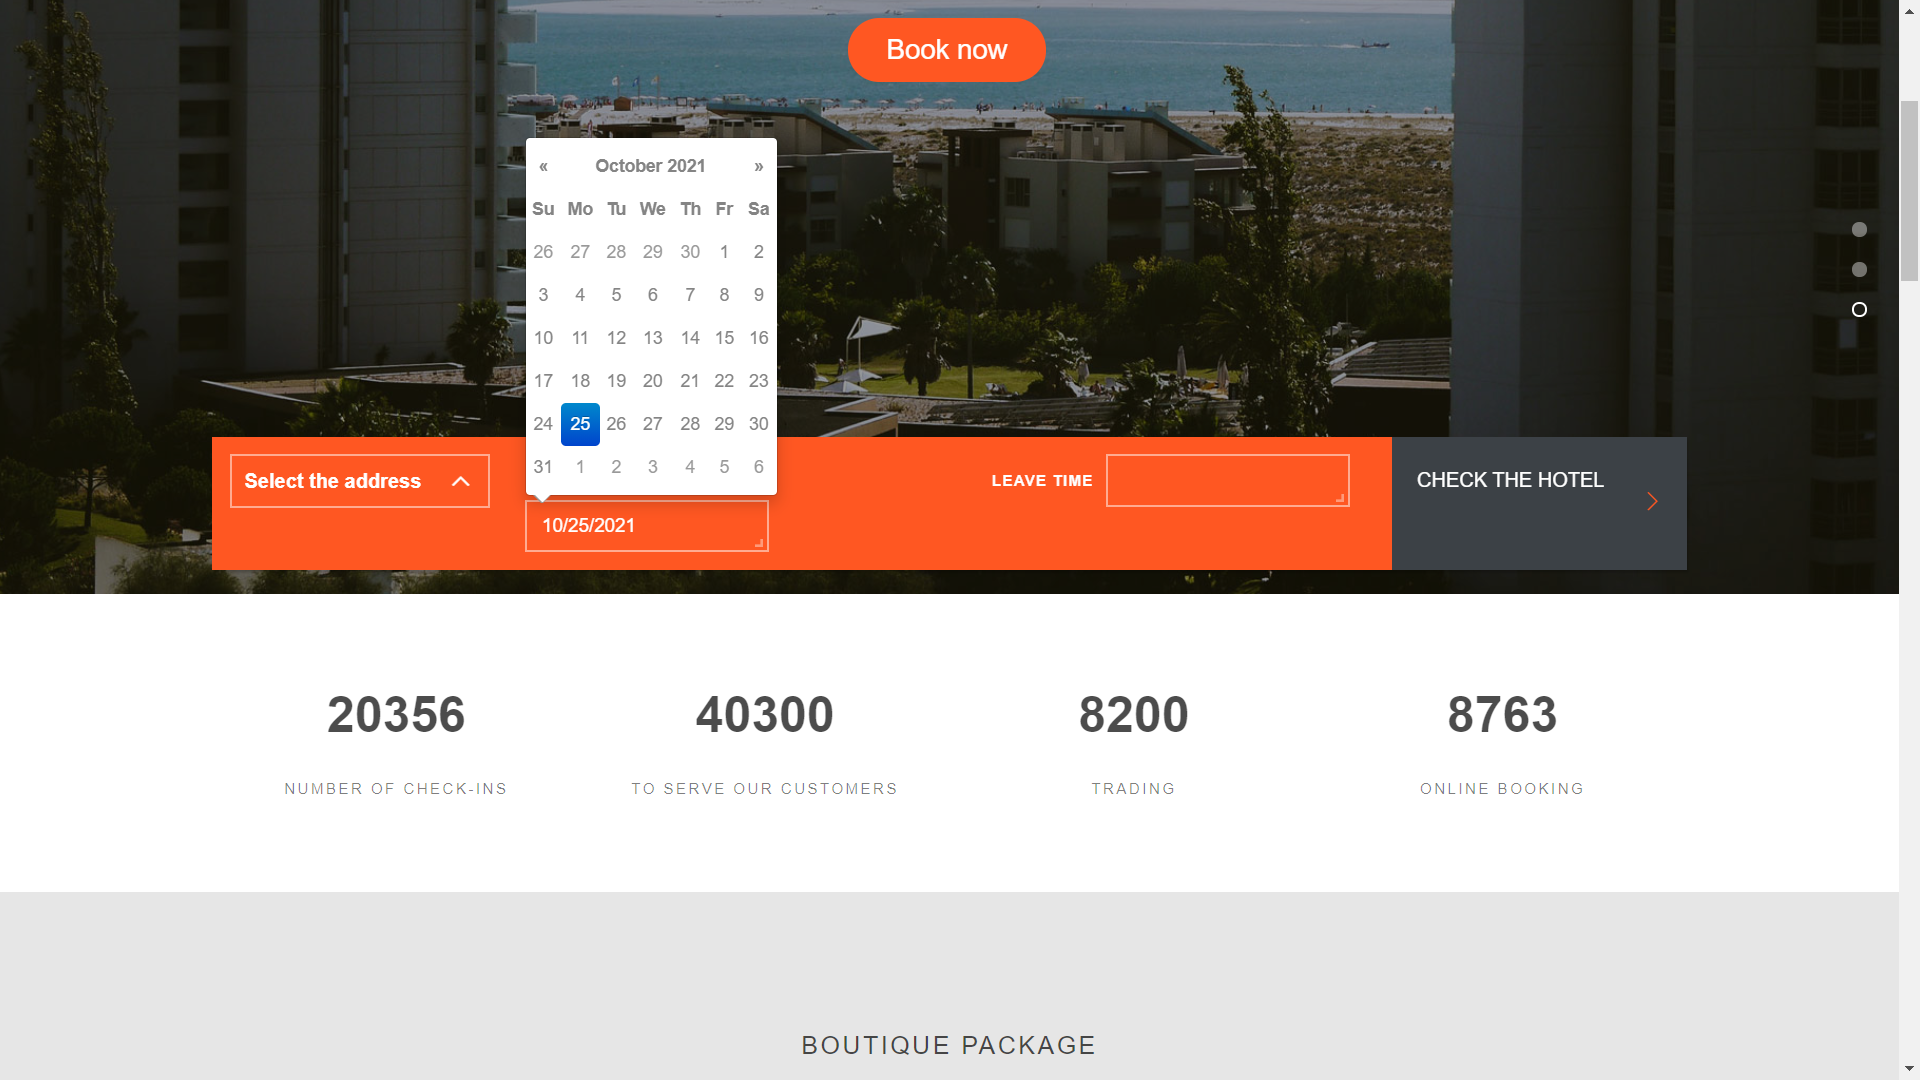 Book now
« October 2021 »
Su Mo Tu We Th Fr Sa
26 27 28 29 30 1 2
3 4 5 6 7 8 9
10 11 12 13 14 15 16
17 18 19 20 21 22 23
24 25 26 27 28 29 30
31 1 2 3 4 5 6
Select the address
10/25/2021
LEAVE TIME
CHECK THE HOTEL
20356
NUMBER OF CHECK-INS
40300
TO SERVE OUR CUSTOMERS
8200
TRADING
8763
ONLINE BOOKING
BOUTIQUE PACKAGE